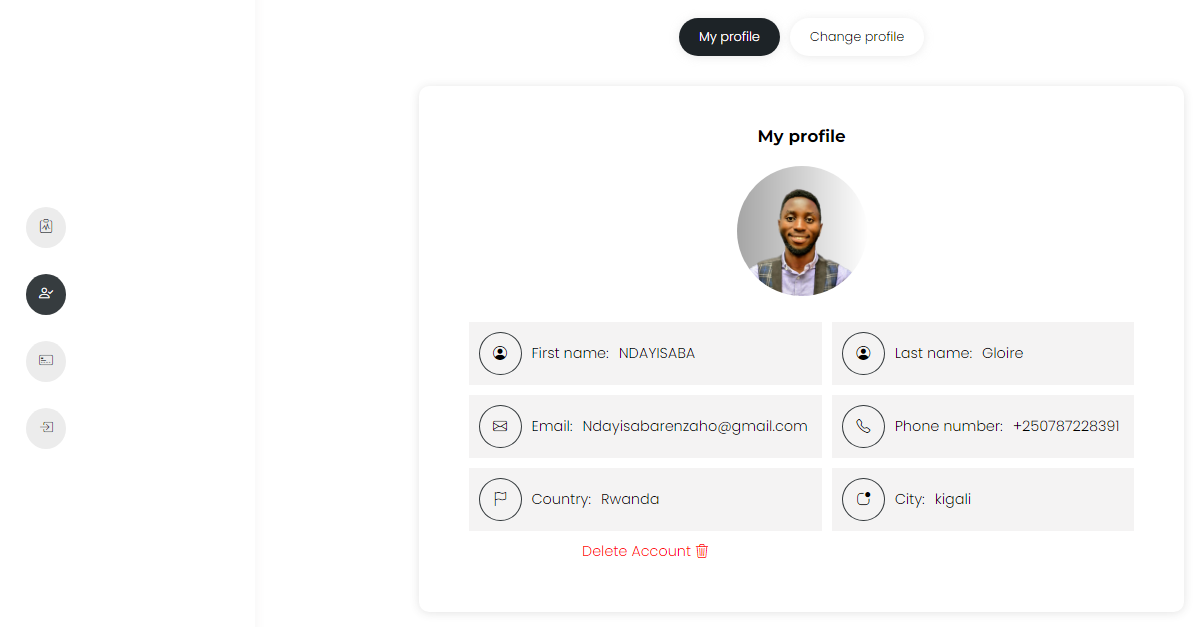 My profile Change profile
My profile
First name: NDAYISABA Last name: Gloire
Email: Ndayisabarenzaho@gmail.com Phone number: +250787228391
Country: Rwanda City: kigali
Delete Account